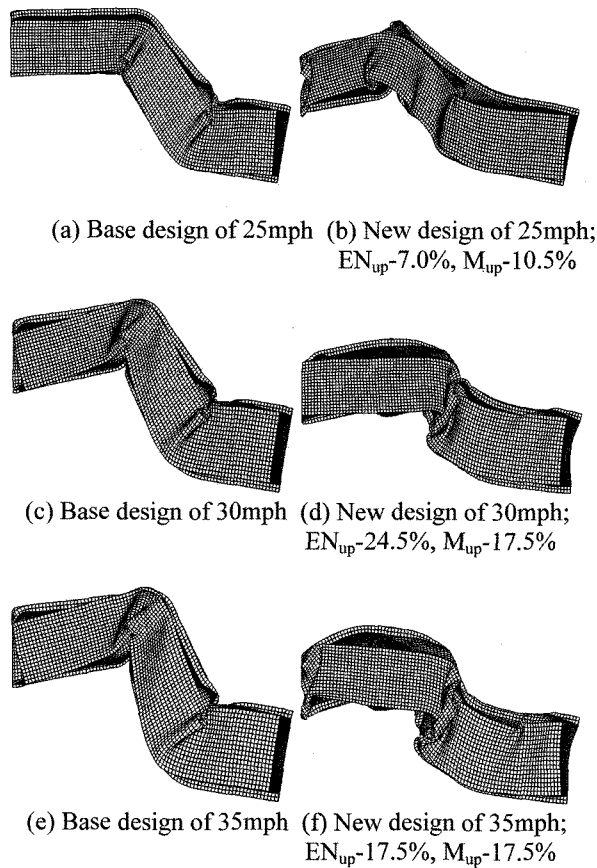 (a) Base design of 25mph (b) New design of 25mph;
ENup-7.0%, Mup-10.5%
(c) Base design of 30mph (d) New design of 30mph;
ENup-24.5%, Mup-17.5%
(e) Base design of 35mph (f) New design of 35mph;
ENup-17.5%, Mup-17.5%